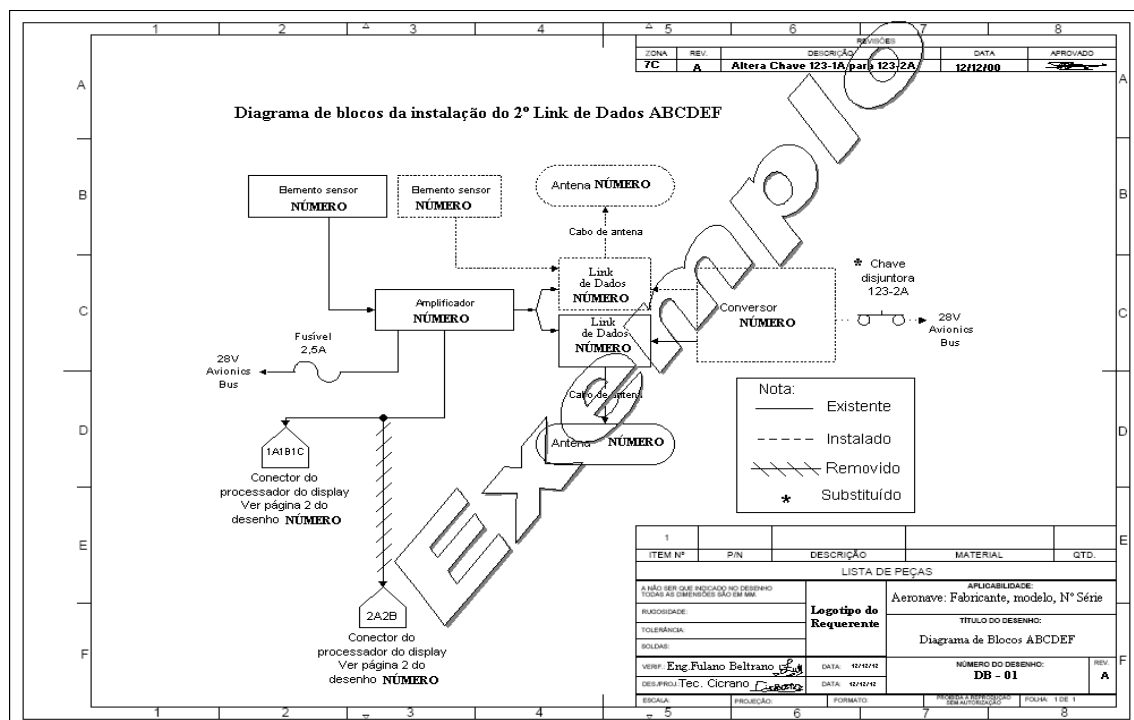 1 2 3 4 5 6 7 8
REVISÕES
ZONA REV. DESCRIÇÃO DATA APROVADO
7C A Altera Chave 123-1A para 123-2A 12/12/00
A A
Diagrama de blocos da instalação do 2º Link de Dados ABCDEF
B B
Elemento sensor
NÚMERO
Elemento sensor
NÚMERO
Antena NÚMERO
Cabo de antena
C C
Link
de Dados
NÚMERO
* Chave
disjuntora
123-2A
Amplificador
NÚMERO
Conversor
NÚMERO
Link
de Dados
NÚMERO
28V
Avionics
Bus
Fusível
2,5A
28V
Avionics
Bus
Cabo de antena
D D
Nota:
Existente
Instalado
Removido
* Substituído
Antena NÚMERO
1A1B1C
Conector do
processador do display
Ver página 2 do
desenho NÚMERO
Exemplo
E E
2A2B
Conector do
processador do display
Ver página 2 do
desenho NÚMERO
F F
1
ITEM Nº P/N DESCRIÇÃO MATERIAL QTD.
LISTA DE PEÇAS
A NÃO SER QUE INDICADO NO DESENHO
TODAS AS DIMENSÕES SÃO EM MM.
RUGOSIDADE:
TOLERÂNCIA:
SOLDAS:
Logotipo do
Requerente
APLICABILIDADE:
Aeronave: Fabricante, modelo, Nº Série
TÍTULO DO DESENHO:
Diagrama de Blocos ABCDEF
VERIF.: Eng.Fulano Beltrano DATA: 12/12/12
DES./PROJ.: Tec. Cicrano DATA: 12/12/12
NÚMERO DO DESENHO:
DB - 01
REV.
A
ESCALA: PROJEÇÃO: FORMATO: PROIBIDA A REPRODUÇÃO
SEM AUTORIZAÇÃO FOLHA: 1 DE 1
1 2 3 4 5 6 7 8